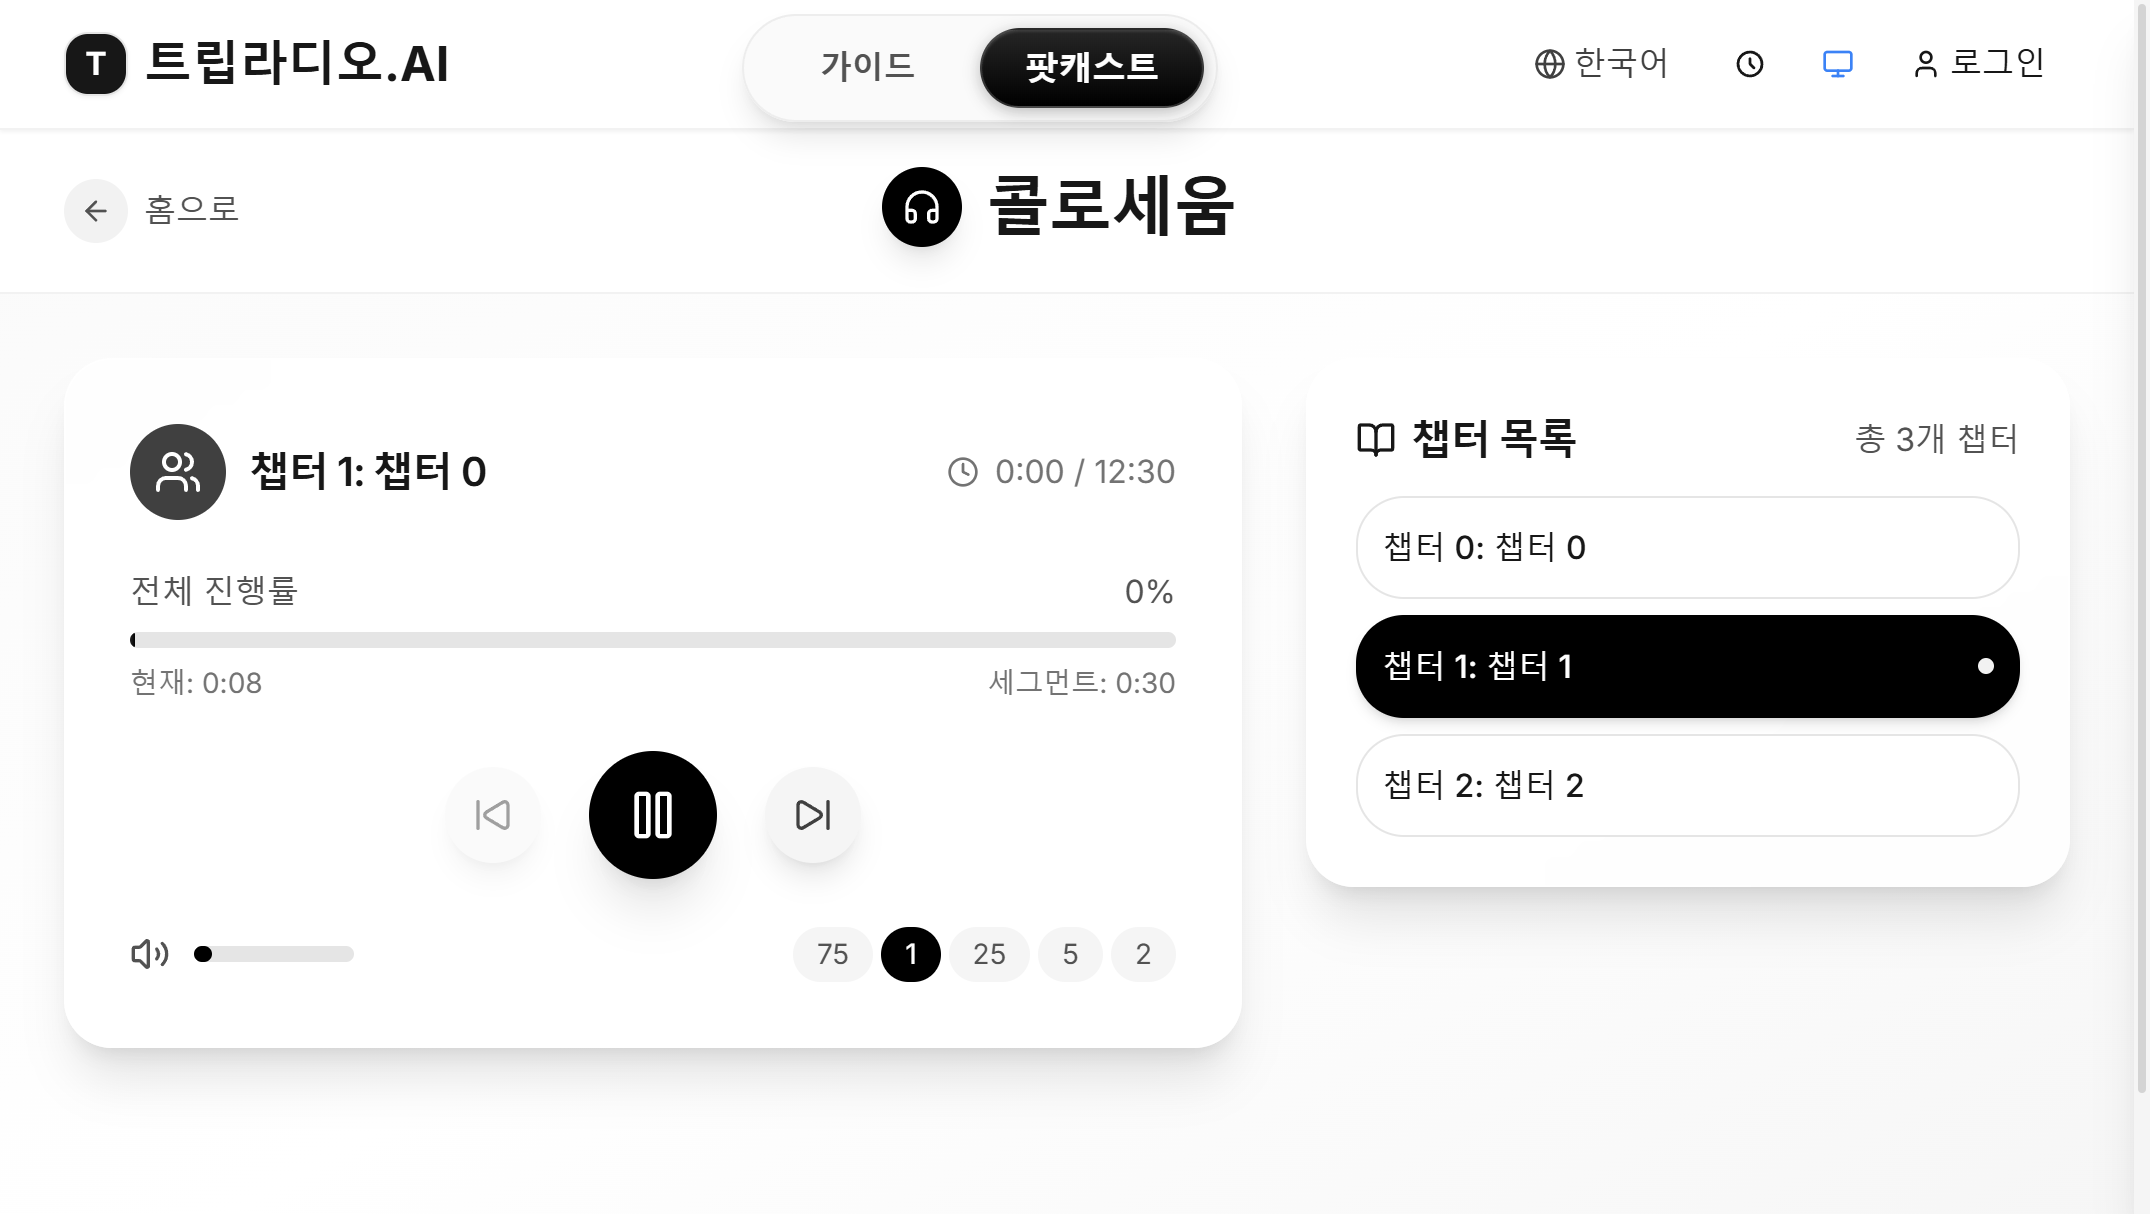 T 트립라디오.AI
가이드 팟캐스트
한국어 로그인
홈으로
콜로세움
챕터 1: 챕터 0
0:00 / 12:30
전체 진행률
0%
현재: 0:08
세그먼트: 0:30
75 1 25 5 2
챕터 목록
총 3개 챕터
챕터 0: 챕터 0
챕터 1: 챕터 1
챕터 2: 챕터 2